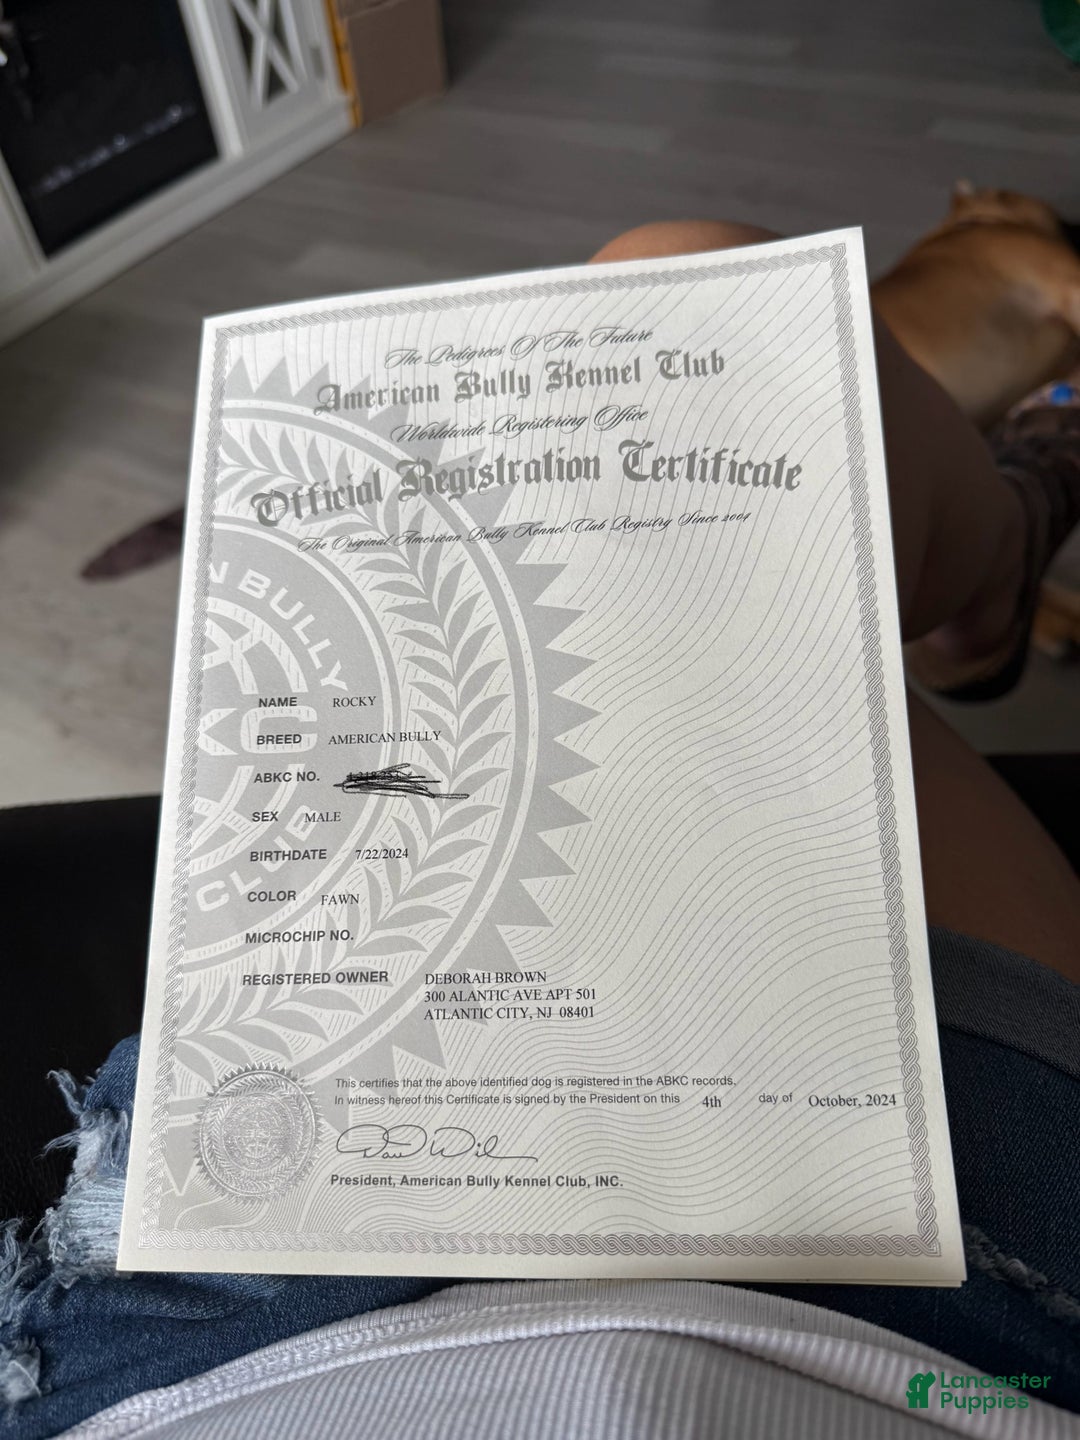 The Pedigrees Of The Future
American Bully Kennel Club
Worldwide Registering Office
Official Registration Certificate
The Original American Bully Kennel Club Registry Since 2004
N BULLY
KC
CLUB
NAME ROCKY
BREED AMERICAN BULLY
ABKC NO.
SEX MALE
BIRTHDATE 7/22/2024
COLOR FAWN
MICROCHIP NO.
REGISTERED OWNER DEBORAH BROWN
300 ALANTIC AVE APT 501
ATLANTIC CITY, NJ 08401
This certifies that the above identified dog is registered in the ABKC records.
In witness hereof this Certificate is signed by the President on this 4th day of October, 2024
President, American Bully Kennel Club, INC.
Lancaster
Puppies